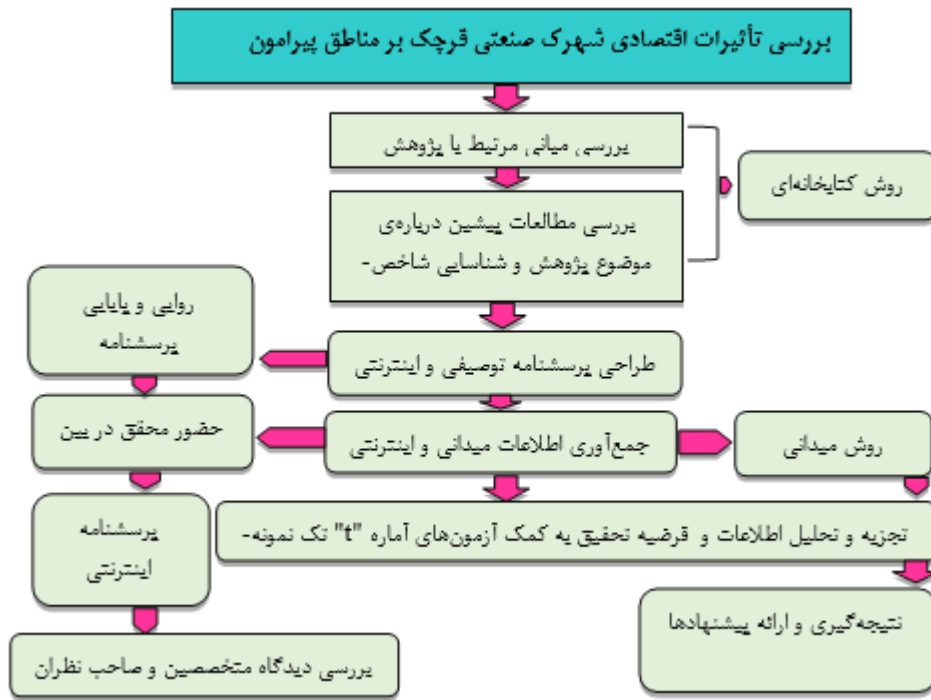 بررسی تأثیرات اقتصادی شهرک صنعتی قرچک بر مناطق پیرامون
بررسی مبانی مرتبط با پژوهش
روش کتابخانه‌ای
بررسی مطالعات پیشین درباره‌ی
موضوع پژوهش و شناسایی شاخص-
روایی و پایایی
پرسشنامه
طراحی پرسشنامه توصیفی و اینترنتی
حضور محقق در بین
جمع‌آوری اطلاعات میدانی و اینترنتی
روش میدانی
پرسشنامه
اینترنتی
تجزیه و تحلیل اطلاعات و فرضیه تحقیق به کمک آزمون‌های آماره "t" تک نمونه-
نتیجه‌گیری و ارائه پیشنهادها
بررسی دیدگاه متخصصین و صاحب نظران